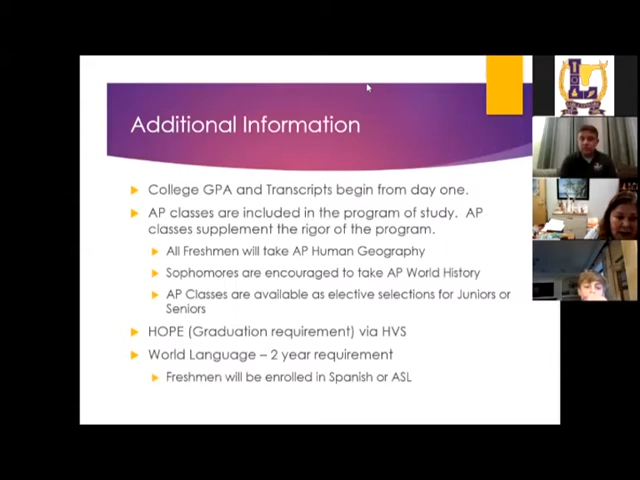 Additional Information
College GPA and Transcripts begin from day one.
AP classes are included in the program of study. AP
classes supplement the rigor of the program.
All Freshmen will take AP Human Geography
Sophomores are encouraged to take AP World History
AP Classes are available as elective selections for Juniors or
Seniors
HOPE (Graduation requirement) via HVS
World Language – 2 year requirement
Freshmen will be enrolled in Spanish or ASL